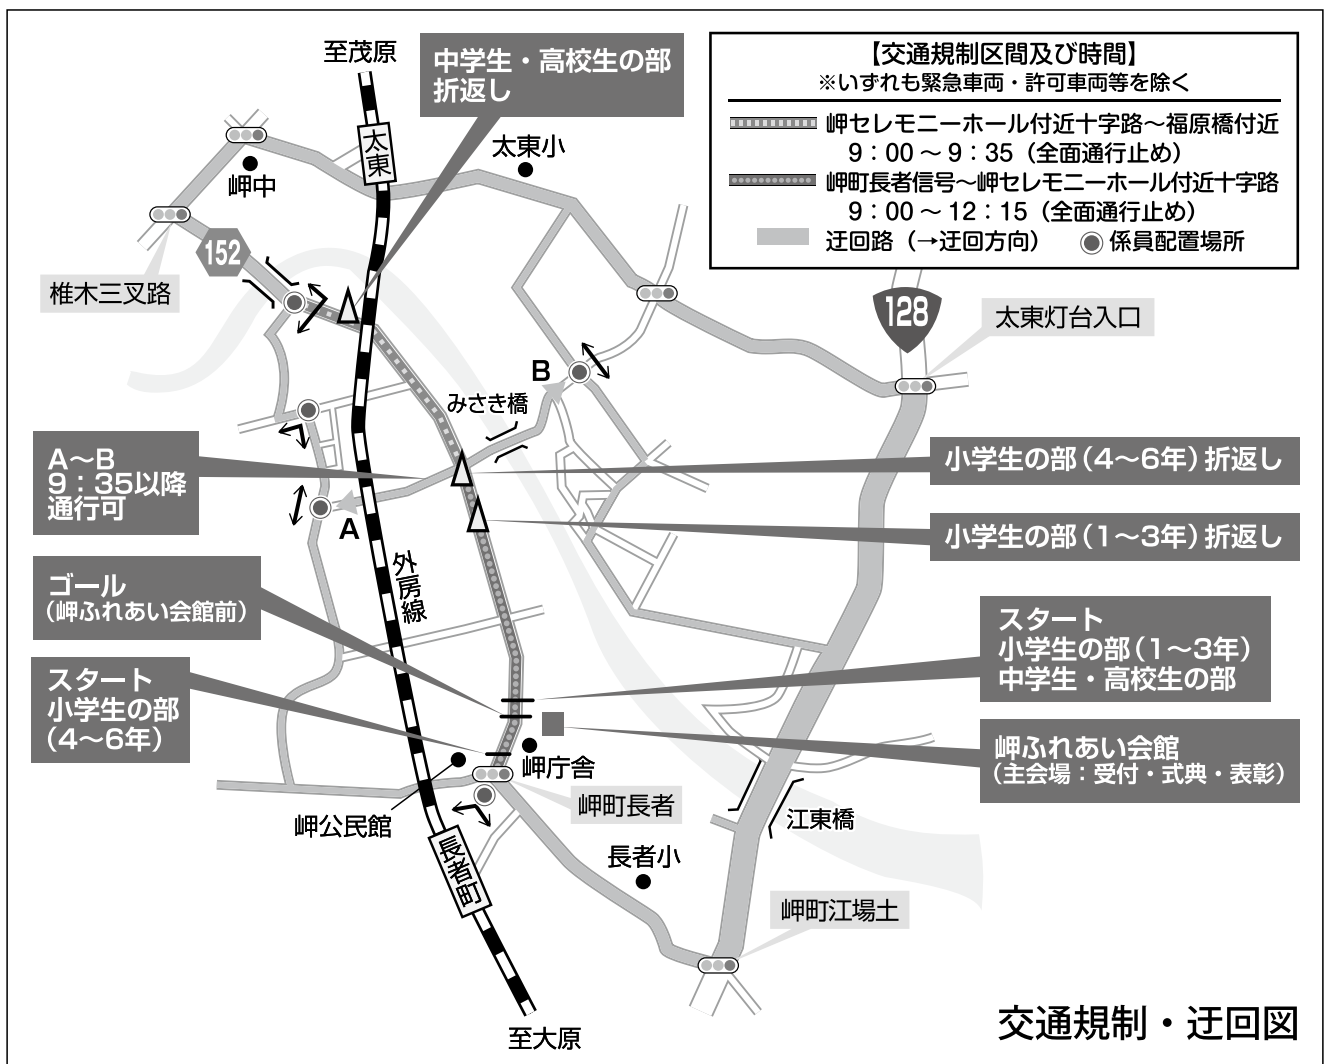 至茂原
中学生・高校生の部
折返し
【交通規制区間及び時間】
※いずれも緊急車両・許可車両等を除く
岬セレモニーホール付近十字路～福原橋付近
9：00 ～ 9：35（全面通行止め）
岬町長者信号～岬セレモニーホール付近十字路
9：00 ～ 12：15（全面通行止め）
迂回路（→迂回方向）
係員配置場所
太東
太東小
岬中
152
椎木三叉路
128
太東灯台入口
B
みさき橋
A～B
9：35以降
通行可
小学生の部（4～6年）折返し
A
小学生の部（1～3年）折返し
外房線
ゴール
（岬ふれあい会館前）
スタート
小学生の部（1～3年）
中学生・高校生の部
スタート
小学生の部
（4～6年）
岬ふれあい会館
（主会場：受付・式典・表彰）
岬庁舎
岬町長者
岬公民館
江東橋
長者町
長者小
岬町江場土
至大原
交通規制・迂回図